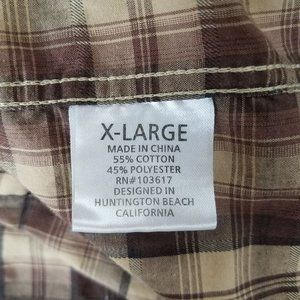 X-LARGE
MADE IN CHINA
55% COTTON
45% POLYESTER
RN#103617
DESIGNED IN
HUNTINGTON BEACH
CALIFORNIA